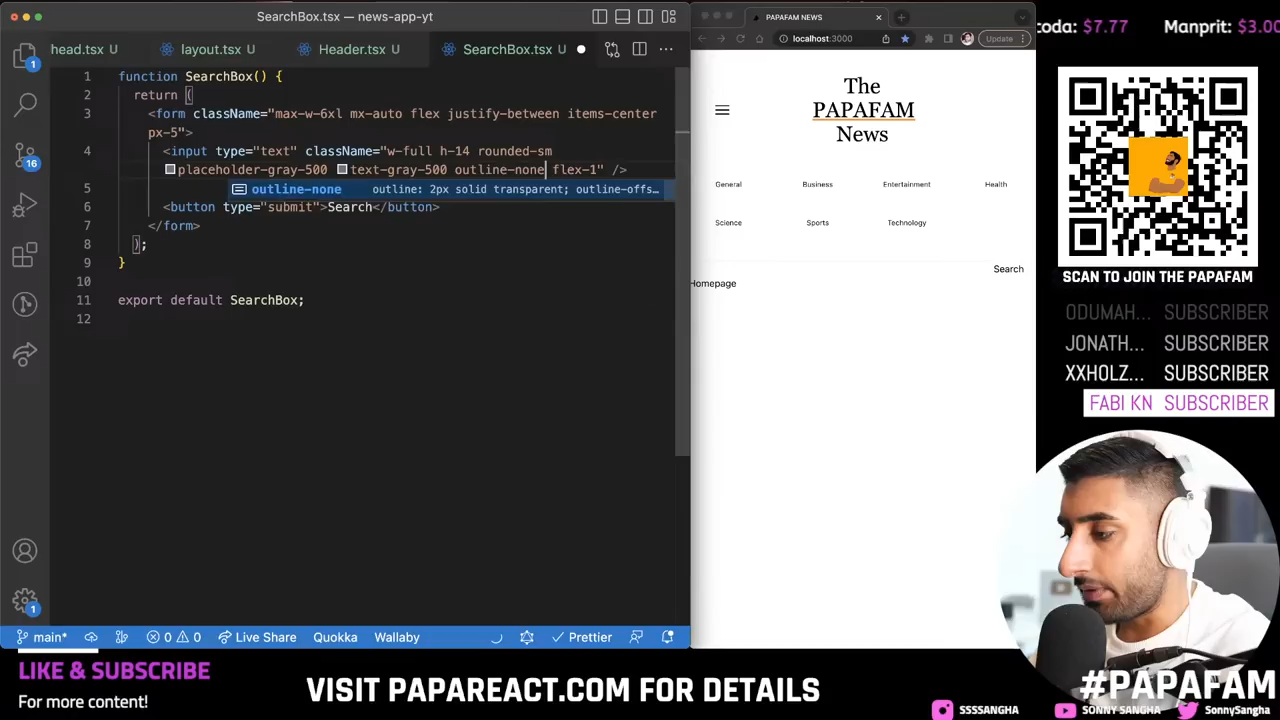 SearchBox.tsx — news-app-yt
head.tsx U
layout.tsx U
Header.tsx U
SearchBox.tsx U
1 function SearchBox() {
2 return (
3 <form className="max-w-6xl mx-auto flex justify-between items-center
px-5">
4 <input type="text" className="w-full h-14 rounded-sm
placeholder-gray-500 text-gray-500 outline-none flex-1" />
5 outline-none outline: 2px solid transparent; outline-offs…
6 <button type="submit">Search</button>
7 </form>
8 );
9 }
10
11 export default SearchBox;
12
1
16
1
main*
0 0
Live Share
Quokka
Wallaby
Prettier
PAPAFAM NEWS
localhost:3000
Update
The
PAPAFAM
News
General Business Entertainment Health
Science Sports Technology
Search
Homepage
coda: $7.77 Manprit: $3.00
SCAN TO JOIN THE PAPAFAM
ODUMAH... SUBSCRIBER
JONATH... SUBSCRIBER
XXHOLZ... SUBSCRIBER
FABI KN SUBSCRIBER
LIKE & SUBSCRIBE
For more content!
VISIT PAPAREACT.COM FOR DETAILS
#PAPAFAM
SSSSANGHA
SONNY SANGHA
SonnySangha